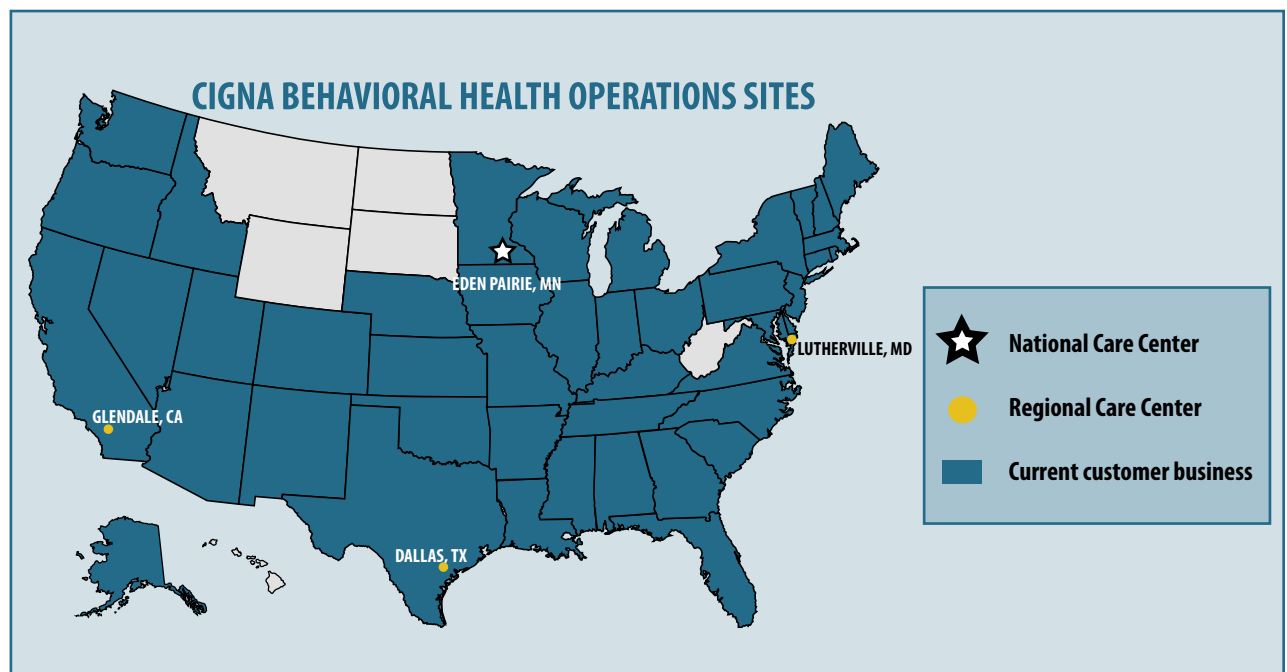 CIGNA BEHAVIORAL HEALTH OPERATIONS SITES
EDEN PAIRIE, MN
LUTHERVILLE, MD
GLENDALE, CA
DALLAS, TX
National Care Center
Regional Care Center
Current customer business